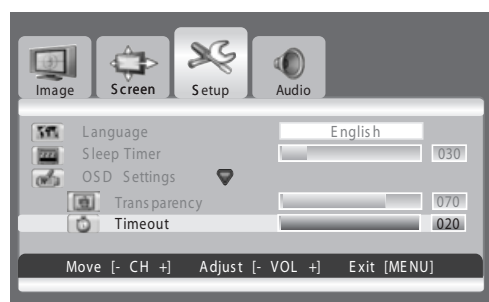 Image Screen Setup Audio
Language English
Sleep Timer 030
OSD Settings
Transparency 070
Timeout 020
Move [- CH +] Adjust [- VOL +] Exit [MENU]